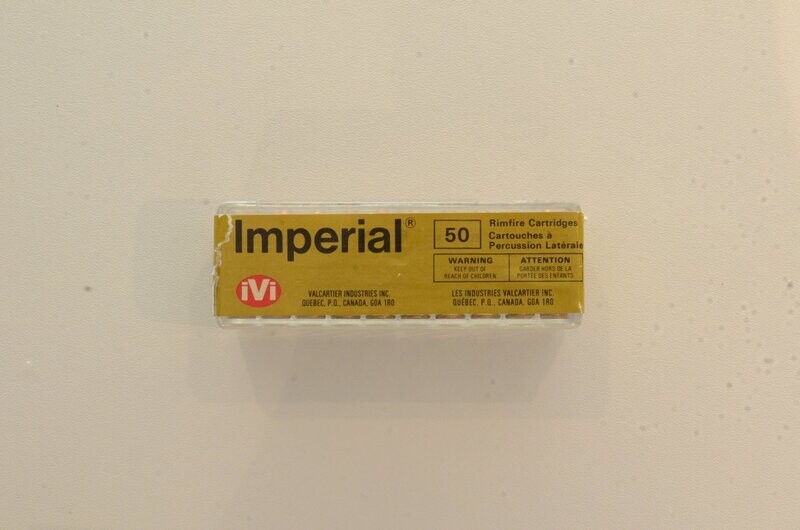 Imperial®
iVi
VALCARTIER INDUSTRIES INC.
QUEBEC, P.Q., CANADA, G0A 1R0
50
Rimfire Cartridges
Cartouches à
Percussion Latérale
WARNING
KEEP OUT OF
REACH OF CHILDREN
ATTENTION
GARDER HORS DE LA
PORTÉE DES ENFANTS
LES INDUSTRIES VALCARTIER INC.
QUÉBEC, P.Q., CANADA, G0A 1R0